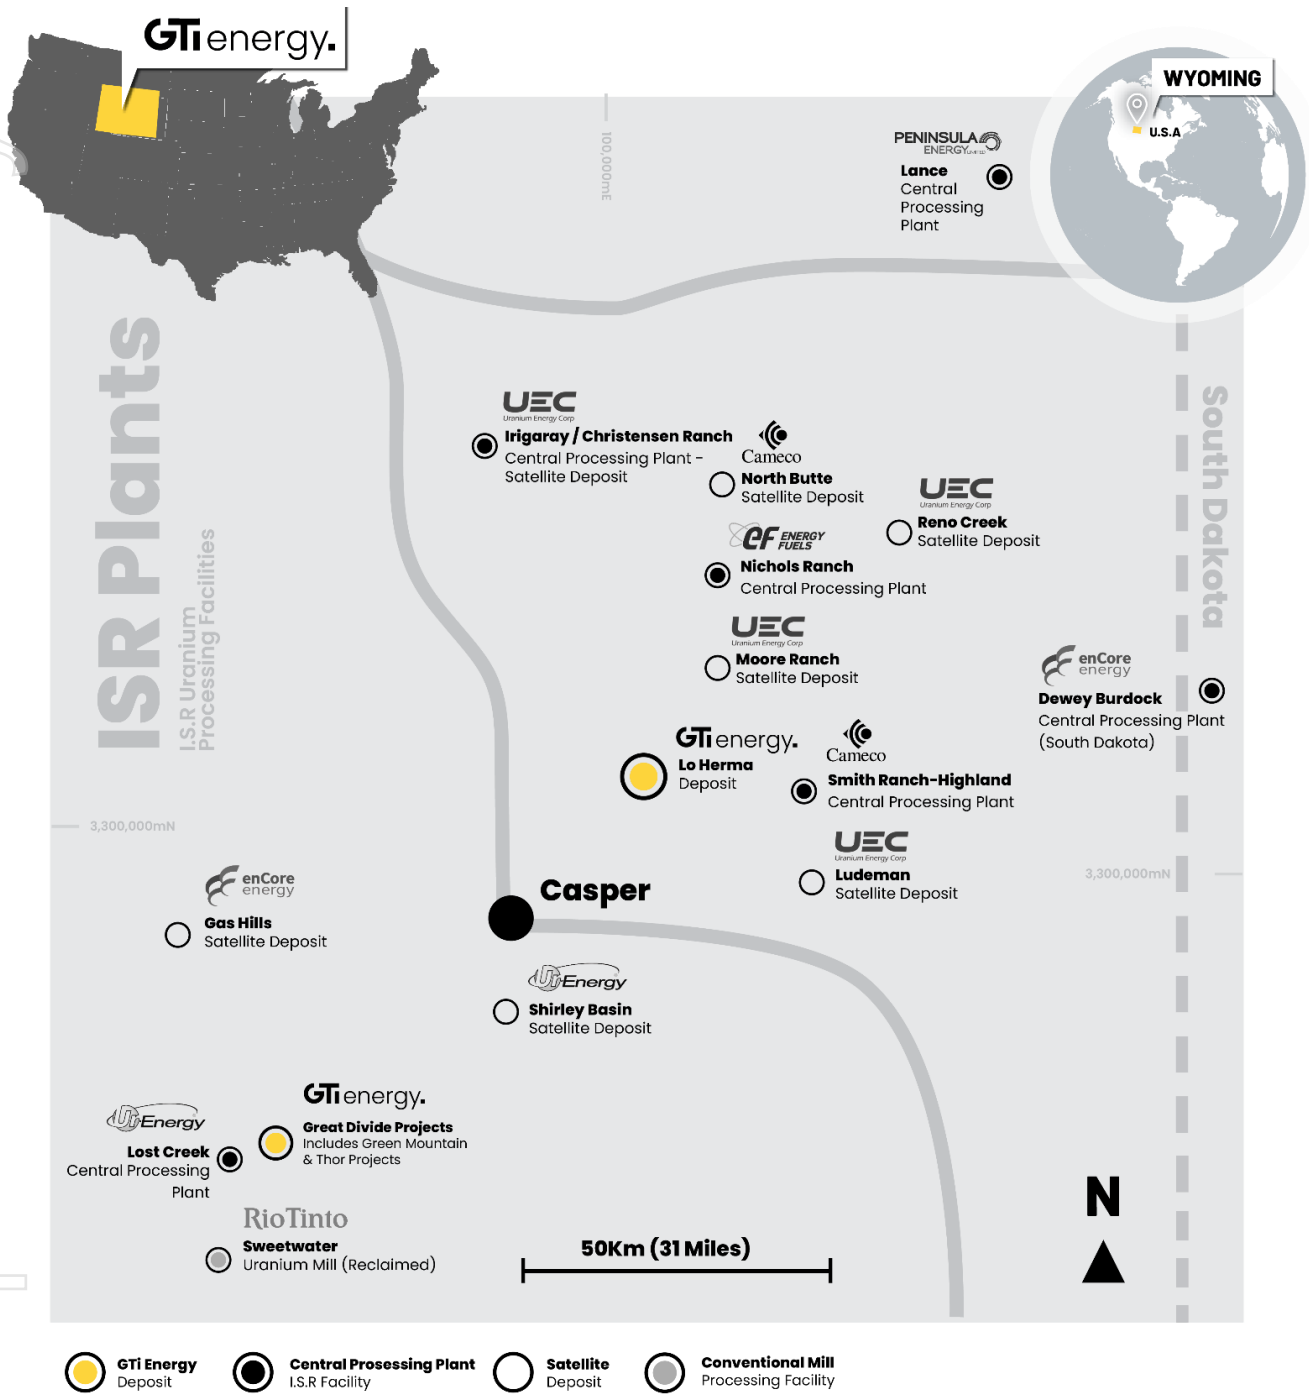 GTi energy.
WYOMING
U.S.A
100,000mE
PENINSULA
ENERGY
Lance
Central
Processing
Plant
ISR Plants
I.S.R Uranium
Processing Facilities
South Dakota
UEC
Uranium Energy Corp
Irigaray / Christensen Ranch
Central Processing Plant -
Satellite Deposit
Cameco
North Butte
Satellite Deposit
UEC
Uranium Energy Corp
Reno Creek
Satellite Deposit
eF ENERGY
FUELS
Nichols Ranch
Central Processing Plant
UEC
Uranium Energy Corp
Moore Ranch
Satellite Deposit
enCore
energy
Dewey Burdock
Central Processing Plant
(South Dakota)
GTi energy.
Lo Herma
Deposit
Cameco
Smith Ranch-Highland
Central Processing Plant
3,300,000mN
UEC
Uranium Energy Corp
Ludeman
Satellite Deposit
3,300,000mN
enCore
energy
Gas Hills
Satellite Deposit
Casper
Ur-Energy
Shirley Basin
Satellite Deposit
GTi energy.
Great Divide Projects
Includes Green Mountain
& Thor Projects
Ur-Energy
Lost Creek
Central Processing
Plant
RioTinto
Sweetwater
Uranium Mill (Reclaimed)
50Km (31 Miles)
N
GTi Energy
Deposit
Central Prosessing Plant
I.S.R Facility
Satellite
Deposit
Conventional Mill
Processing Facility